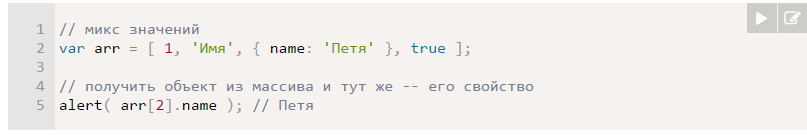 1 // микс значений
2 var arr = [ 1, 'Имя', { name: 'Петя' }, true ];
3
4 // получить объект из массива и тут же -- его свойство
5 alert( arr[2].name ); // Петя